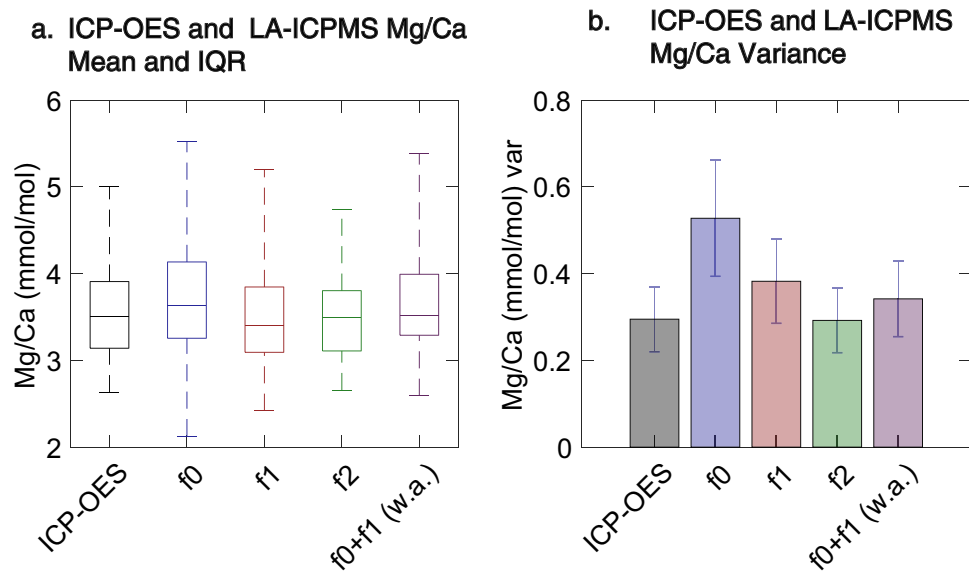 a. ICP-OES and LA-ICPMS Mg/Ca
Mean and IQR
6
5
4
3
2
Mg/Ca (mmol/mol)
ICP-OES
f0
f1
f2
f0+f1 (w.a.)
b. ICP-OES and LA-ICPMS
Mg/Ca Variance
0.8
0.6
0.4
0.2
0
Mg/Ca (mmol/mol) var
ICP-OES
f0
f1
f2
f0+f1 (w.a.)